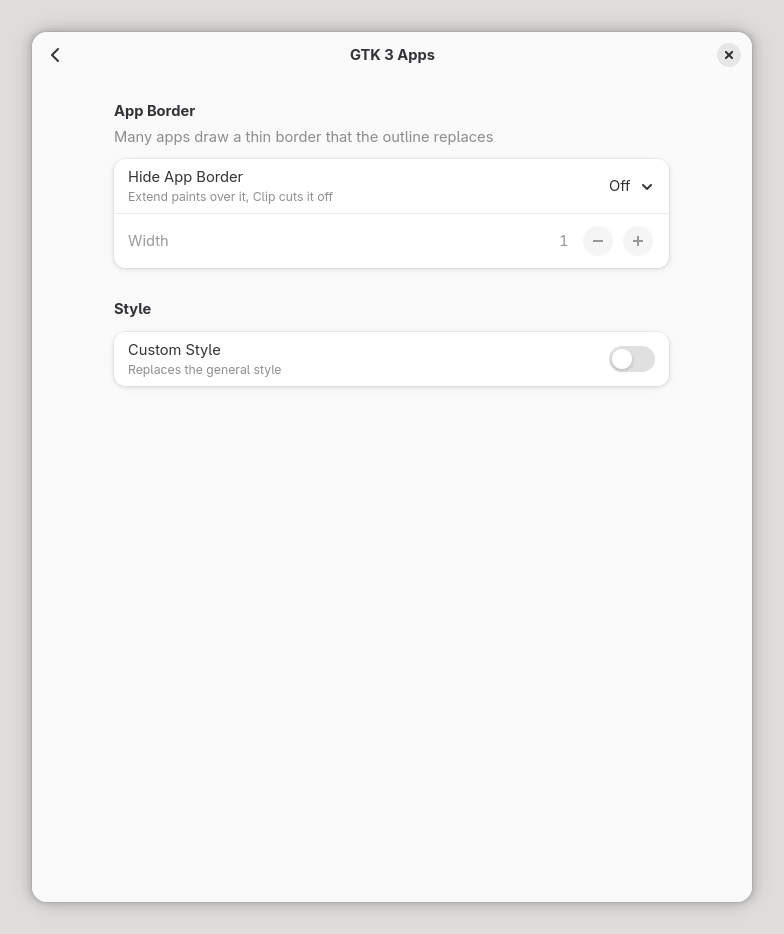 GTK 3 Apps
App Border
Many apps draw a thin border that the outline replaces
Hide App Border
Extend paints over it, Clip cuts it off
Off
Width
1
Style
Custom Style
Replaces the general style